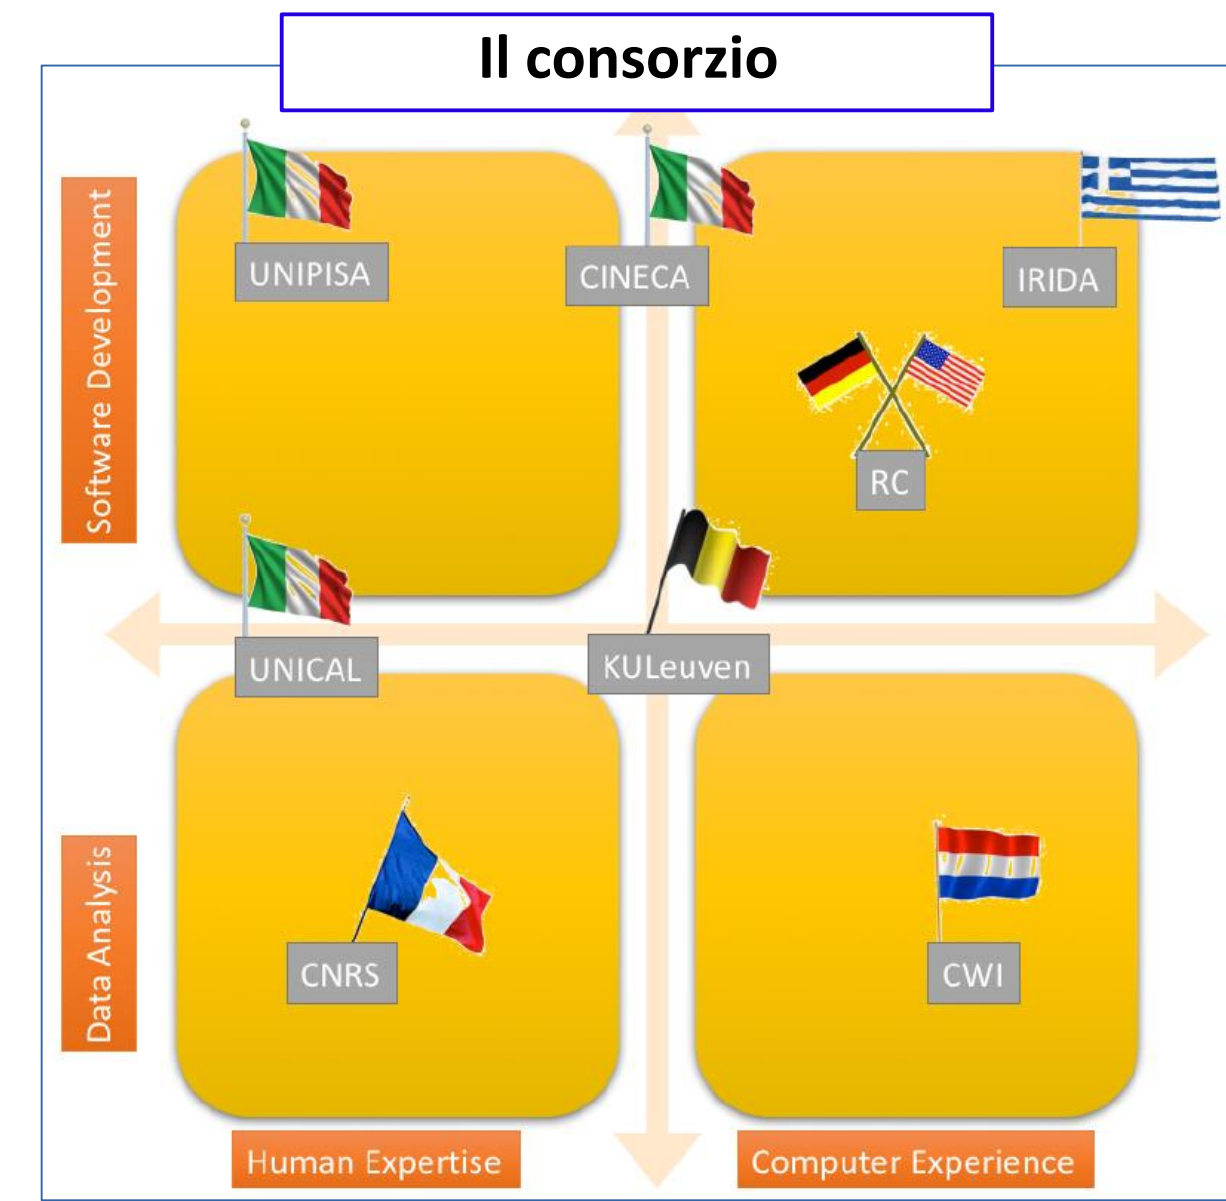 Il consorzio
Software Development
UNIPISA
CINECA
IRIDA
RC
UNICAL
KULeuven
Data Analysis
CNRS
CWI
Human Expertise
Computer Experience